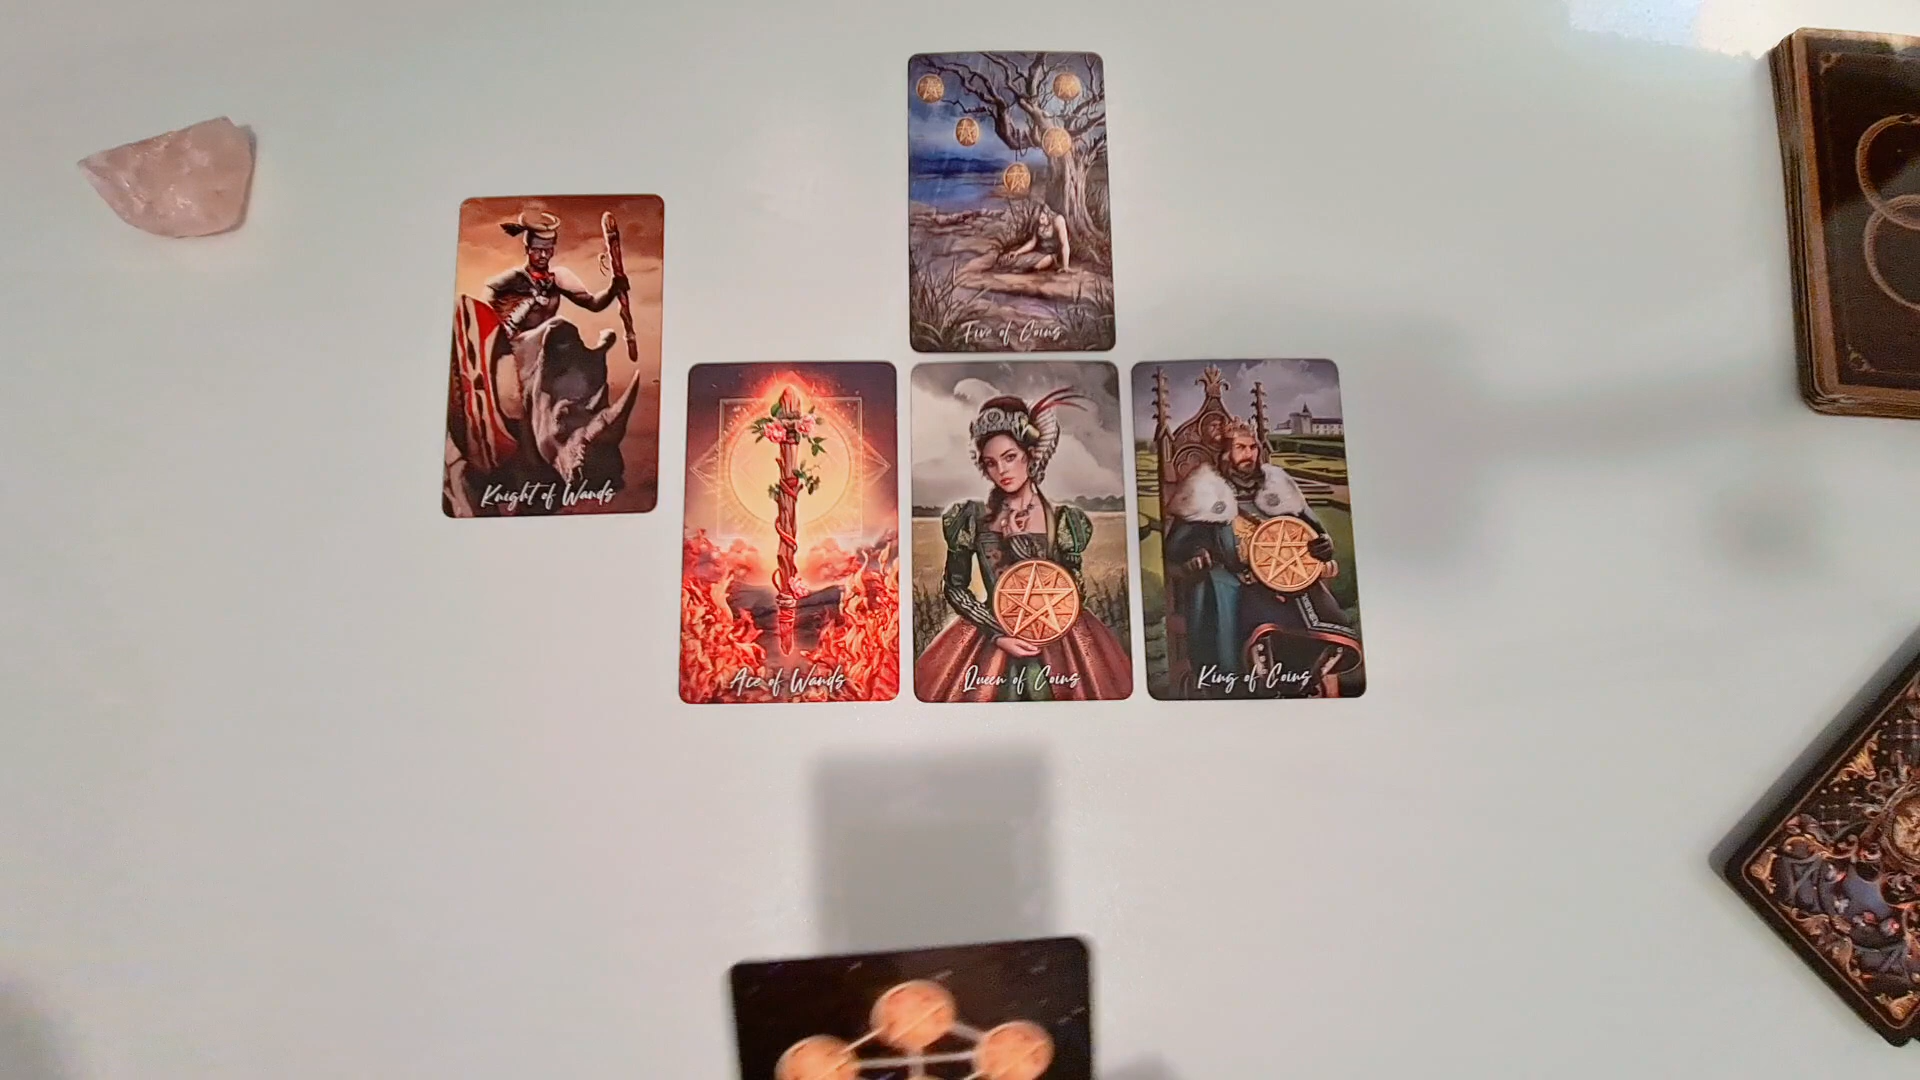 Five of Coins
Knight of Wands
Ace of Wands
Queen of Coins
King of Coins